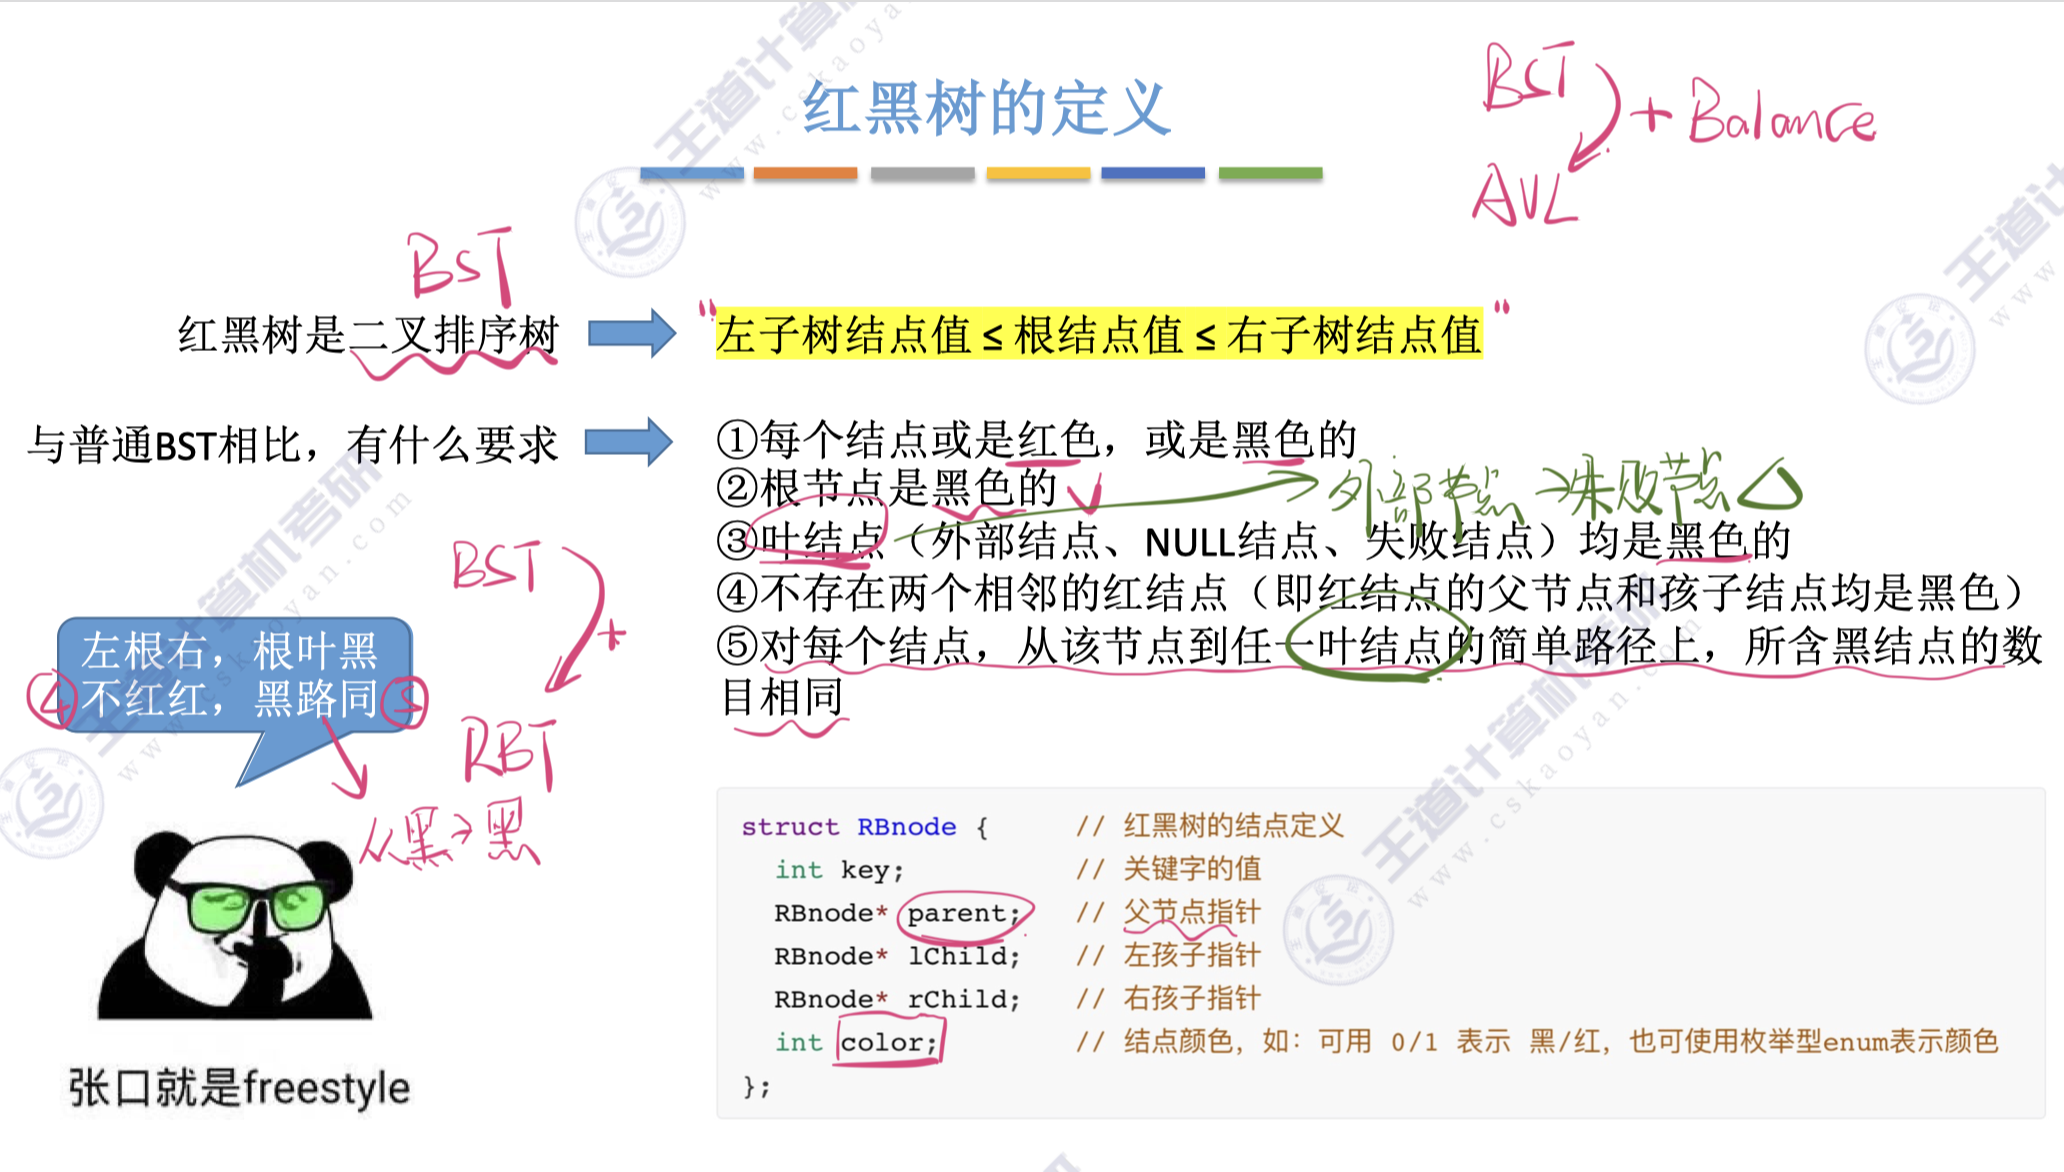 红黑树的定义
BST
+ Balance
AVL
BST
红黑树是二叉排序树
"左子树结点值 ≤ 根结点值 ≤ 右子树结点值"
与普通BST相比，有什么要求
①每个结点或是红色，或是黑色的
②根节点是黑色的
外部节点→失败节点
③叶结点（外部结点、NULL结点、失败结点）均是黑色的
④不存在两个相邻的红结点（即红结点的父节点和孩子结点均是黑色）
⑤对每个结点，从该节点到任一叶结点的简单路径上，所含黑结点的数
目相同
BST
+
RBT
左根右，根叶黑
④不红红，黑路同⑤
从黑→黑
struct RBnode { // 红黑树的结点定义
int key; // 关键字的值
RBnode* parent; // 父节点指针
RBnode* lChild; // 左孩子指针
RBnode* rChild; // 右孩子指针
int color; // 结点颜色，如：可用 0/1 表示 黑/红，也可使用枚举型enum表示颜色
};
张口就是freestyle
王道计算机考研
www.cskaoyan.com